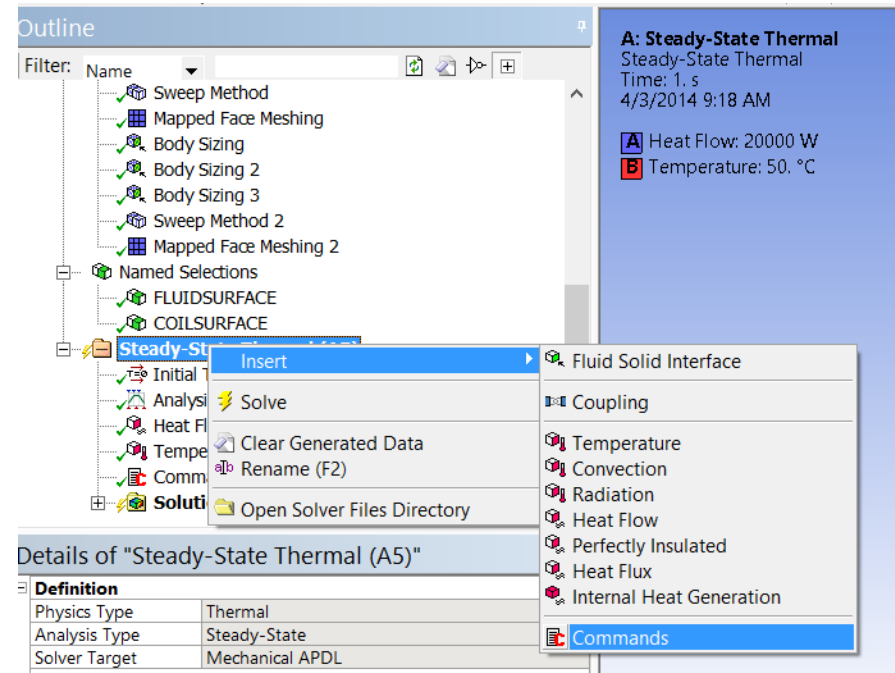 Outline
Filter: Name
Sweep Method
Mapped Face Meshing
Body Sizing
Body Sizing 2
Body Sizing 3
Sweep Method 2
Mapped Face Meshing 2
Named Selections
FLUIDSURFACE
COILSURFACE
Initial
Analysi
Heat Fl
Tempe
Comm
Soluti
Insert
Solve
Clear Generated Data
Rename (F2)
Open Solver Files Directory
Fluid Solid Interface
Coupling
Temperature
Convection
Radiation
Heat Flow
Perfectly Insulated
Heat Flux
Internal Heat Generation
Commands
Details of "Steady-State Thermal (A5)"
Definition
Physics Type Thermal
Analysis Type Steady-State
Solver Target Mechanical APDL
A: Steady-State Thermal
Steady-State Thermal
Time: 1. s
4/3/2014 9:18 AM
A Heat Flow: 20000 W
B Temperature: 50. °C